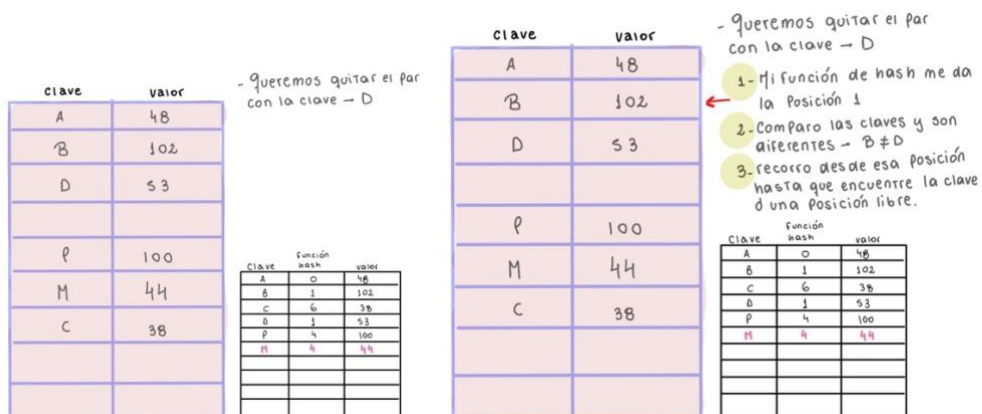 Clave Valor
A 48
B 102
D 53
P 100
M 44
C 38
- queremos quitar el par
con la clave → D
Función
Clave hash valor
A 0 48
B 1 102
C 6 38
D 1 53
P 4 100
M 4 44
Clave Valor
A 48
B 102
D 53
P 100
M 44
C 38
- queremos quitar el par
con la clave → D
1- Mi función de hash me da
la posición 1
2- Comparo las claves y son
diferentes - B ≠ D
3- recorro desde esa posición
hasta que encuentre la clave
ó una posición libre.
Función
Clave hash valor
A 0 48
B 1 102
C 6 38
D 1 53
P 4 100
M 4 44